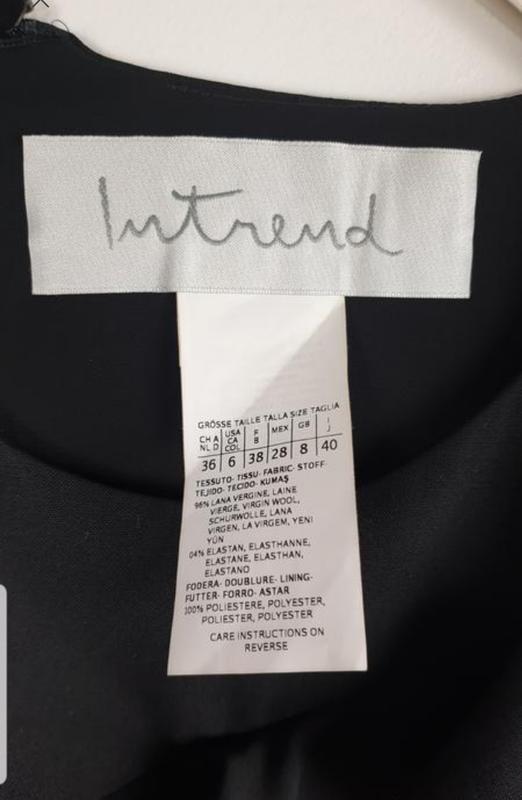 Intrend
GRÖSSE TAILLE TALLA SIZE TAGLIA
CH A NL D | USA CA COL | F B | MEX | GB | I J
36 | 6 | 38 | 28 | 8 | 40
TESSUTO- TISSU- FABRIC- STOFF-
TEJIDO- TECIDO- KUMAŞ
96% LANA VERGINE, LAINE
VIERGE, VIRGIN WOOL,
SCHURWOLLE, LANA
VIRGEN, LA VIRGEM, YENI
YÜN
04% ELASTAN, ELASTHANNE,
ELASTANE, ELASTHAN,
ELASTANO
FODERA- DOUBLURE- LINING-
FUTTER- FORRO- ASTAR
100% POLIESTERE, POLYESTER,
POLIESTER, POLYESTER
CARE INSTRUCTIONS ON
REVERSE